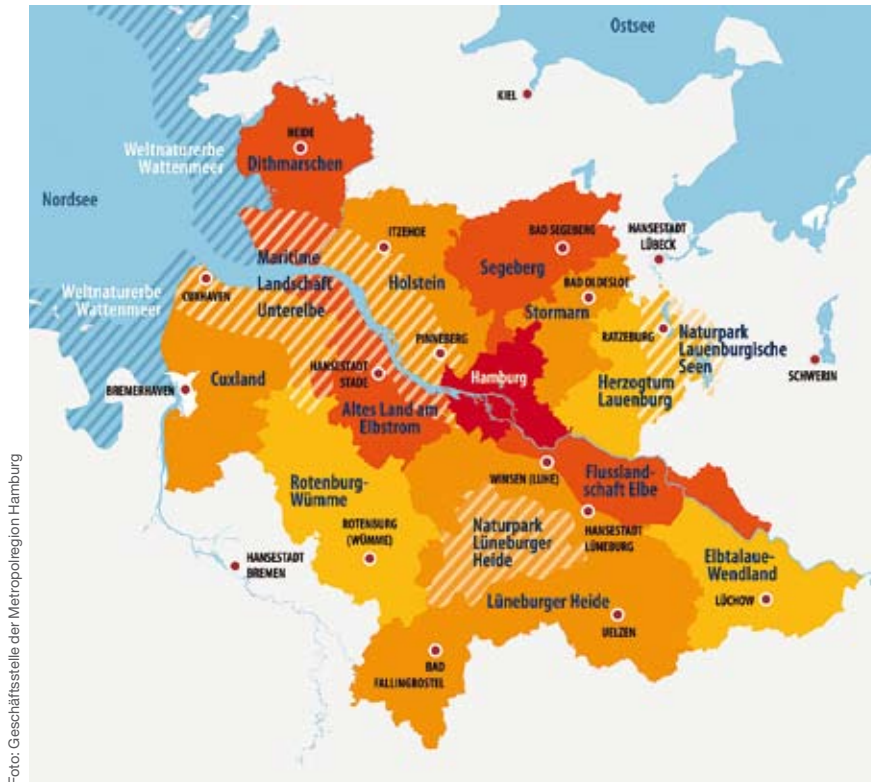 Ostsee
KIEL
HEIDE
Dithmarschen
Weltnaturerbe
Wattenmeer
Nordsee
ITZEHOE
BAD SEGEBERG
HANSESTADT
LÜBECK
Maritime
Landschaft
Unterelbe
Segeberg
Holstein
BAD OLDESLOE
CUXHAVEN
Weltnaturerbe
Wattenmeer
Stormarn
RATZEBURG
Naturpark
Lauenburgische
Seen
PINNEBERG
SCHWERIN
Hamburg
HANSESTADT
STADE
Cuxland
BREMERHAVEN
Herzogtum
Lauenburg
Altes Land am
Elbstrom
WINSEN (LUHE)
Flussland-
schaft Elbe
Rotenburg-
Wümme
HANSESTADT
LÜNEBURG
Naturpark
Lüneburger
Heide
ROTENBURG
(WÜMME)
HANSESTADT
BREMEN
Elbtalaue-
Wendland
LÜCHOW
Lüneburger Heide
UELZEN
BAD
FALLINGBOSTEL
Foto: Geschäftsstelle der Metropolregion Hamburg